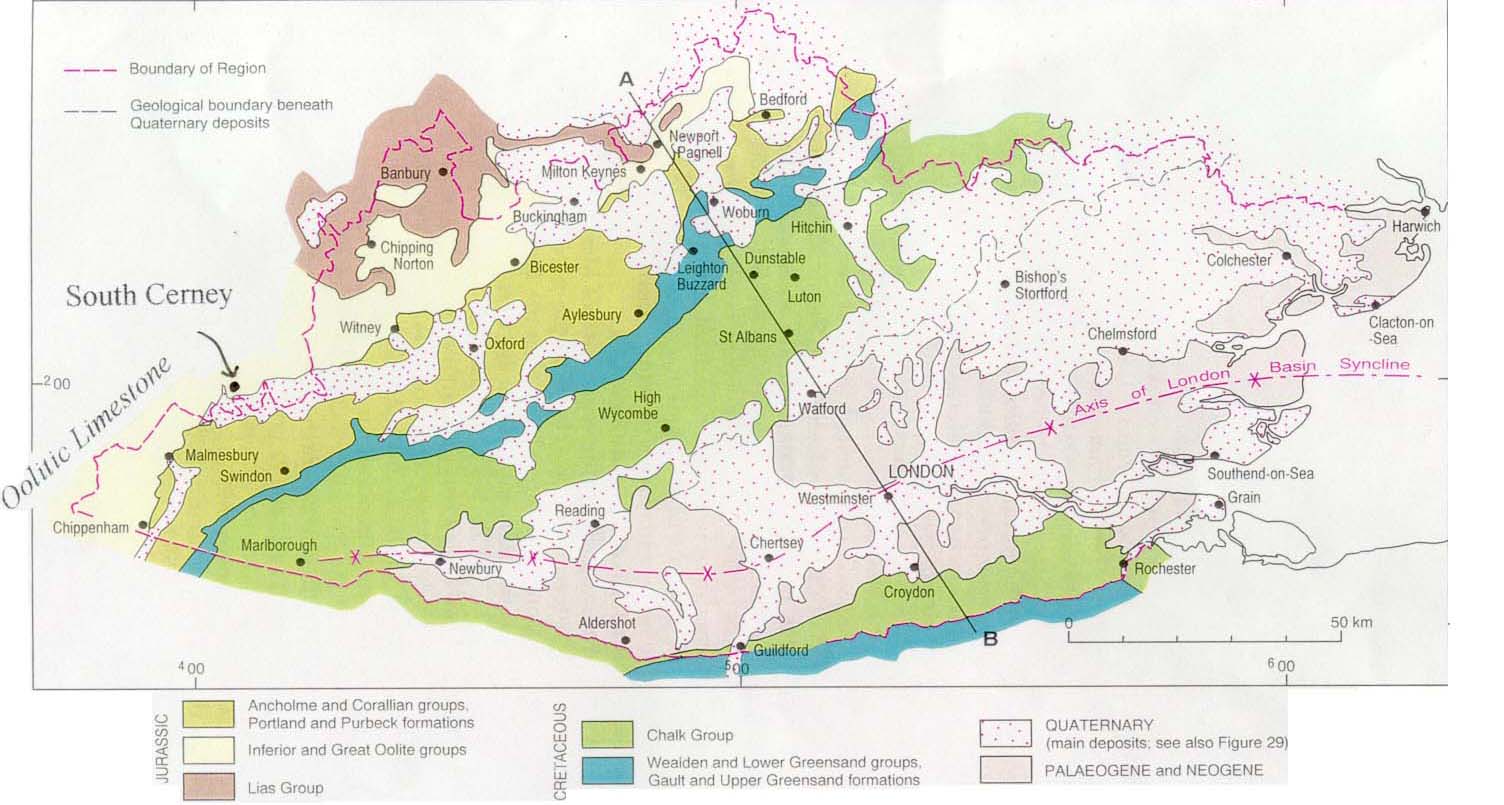 Boundary of Region
Geological boundary beneath
Quaternary deposits
A
Bedford
Newport
Pagnell
Banbury
Milton Keynes
Buckingham
Woburn
Hitchin
Harwich
Chipping
Norton
Bicester
Leighton
Buzzard
Dunstable
Luton
Bishop's
Stortford
Colchester
South Cerney
Aylesbury
Witney
Oxford
St Albans
Chelmsford
Clacton-on
-Sea
200
Axis of London Basin Syncline
High
Wycombe
Watford
Oolitic Limestone
Malmesbury
Swindon
LONDON
Westminster
Southend-on-Sea
Grain
Chippenham
Reading
Marlborough
Newbury
Chertsey
Croydon
Rochester
Aldershot
Guildford
B
0
50 km
400
500
600
JURASSIC
Ancholme and Corallian groups,
Portland and Purbeck formations
Inferior and Great Oolite groups
Lias Group
CRETACEOUS
Chalk Group
Wealden and Lower Greensand groups,
Gault and Upper Greensand formations
QUATERNARY
(main deposits; see also Figure 29)
PALAEOGENE and NEOGENE